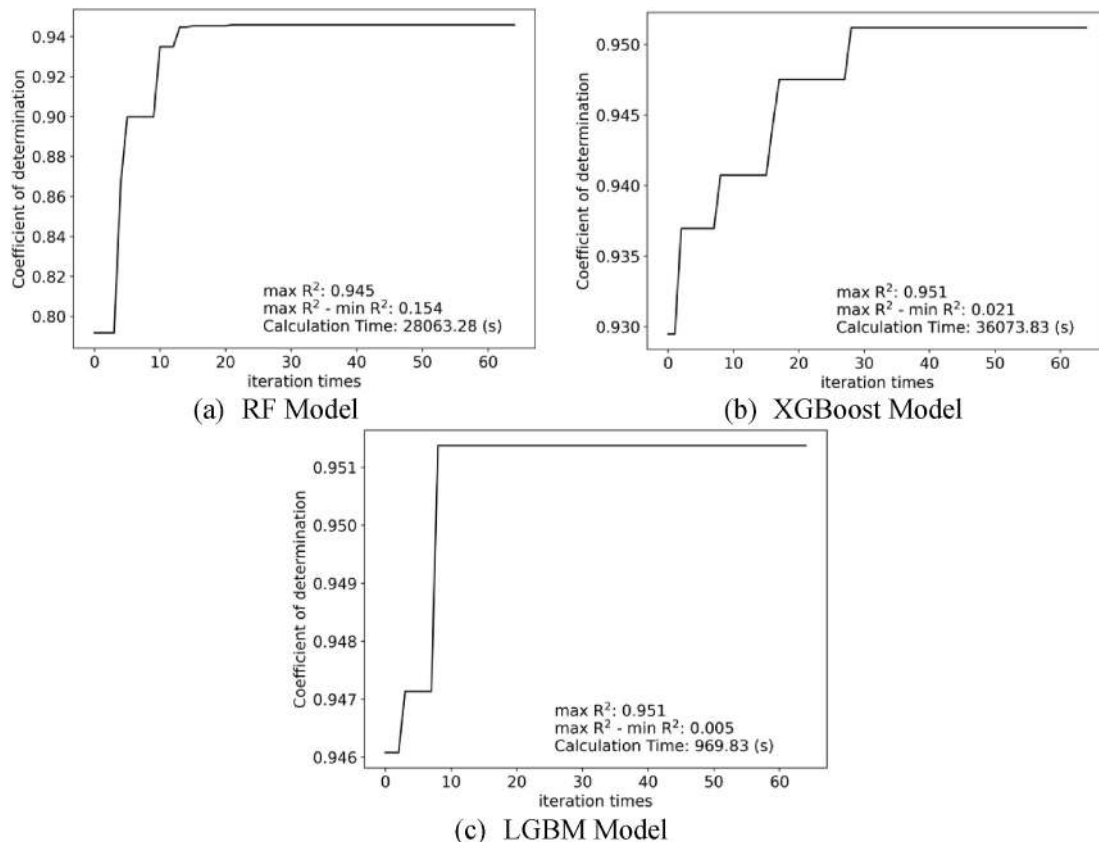 0.94
0.92
0.90
0.88
0.86
0.84
0.82
0.80
Coefficient of determination
max R²: 0.945
max R² - min R²: 0.154
Calculation Time: 28063.28 (s)
0 10 20 30 40 50 60
iteration times
(a) RF Model
0.950
0.945
0.940
0.935
0.930
Coefficient of determination
max R²: 0.951
max R² - min R²: 0.021
Calculation Time: 36073.83 (s)
0 10 20 30 40 50 60
iteration times
(b) XGBoost Model
0.951
0.950
0.949
0.948
0.947
0.946
Coefficient of determination
max R²: 0.951
max R² - min R²: 0.005
Calculation Time: 969.83 (s)
0 10 20 30 40 50 60
iteration times
(c) LGBM Model